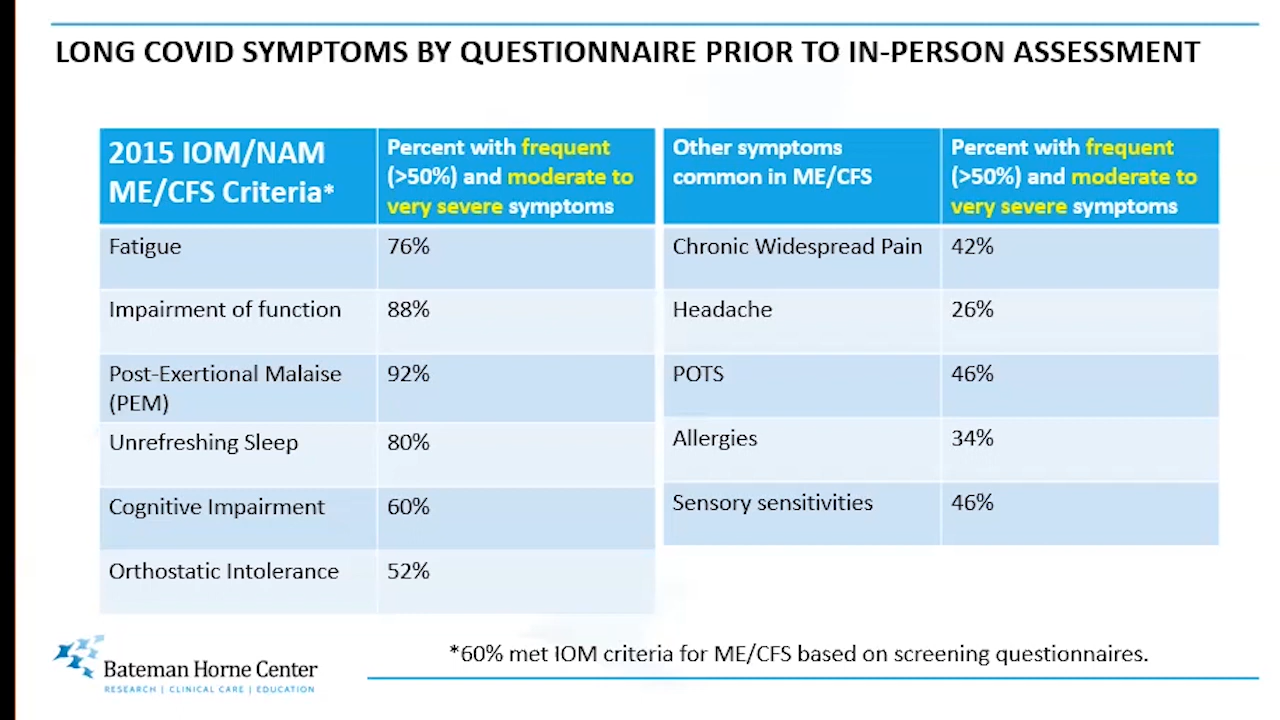 LONG COVID SYMPTOMS BY QUESTIONNAIRE PRIOR TO IN-PERSON ASSESSMENT
2015 IOM/NAM
ME/CFS Criteria*
Percent with frequent
(>50%) and moderate to
very severe symptoms
Fatigue
76%
Impairment of function
88%
Post-Exertional Malaise
(PEM)
92%
Unrefreshing Sleep
80%
Cognitive Impairment
60%
Orthostatic Intolerance
52%
Other symptoms
common in ME/CFS
Percent with frequent
(>50%) and moderate to
very severe symptoms
Chronic Widespread Pain
42%
Headache
26%
POTS
46%
Allergies
34%
Sensory sensitivities
46%
Bateman Horne Center
RESEARCH | CLINICAL CARE | EDUCATION
*60% met IOM criteria for ME/CFS based on screening questionnaires.